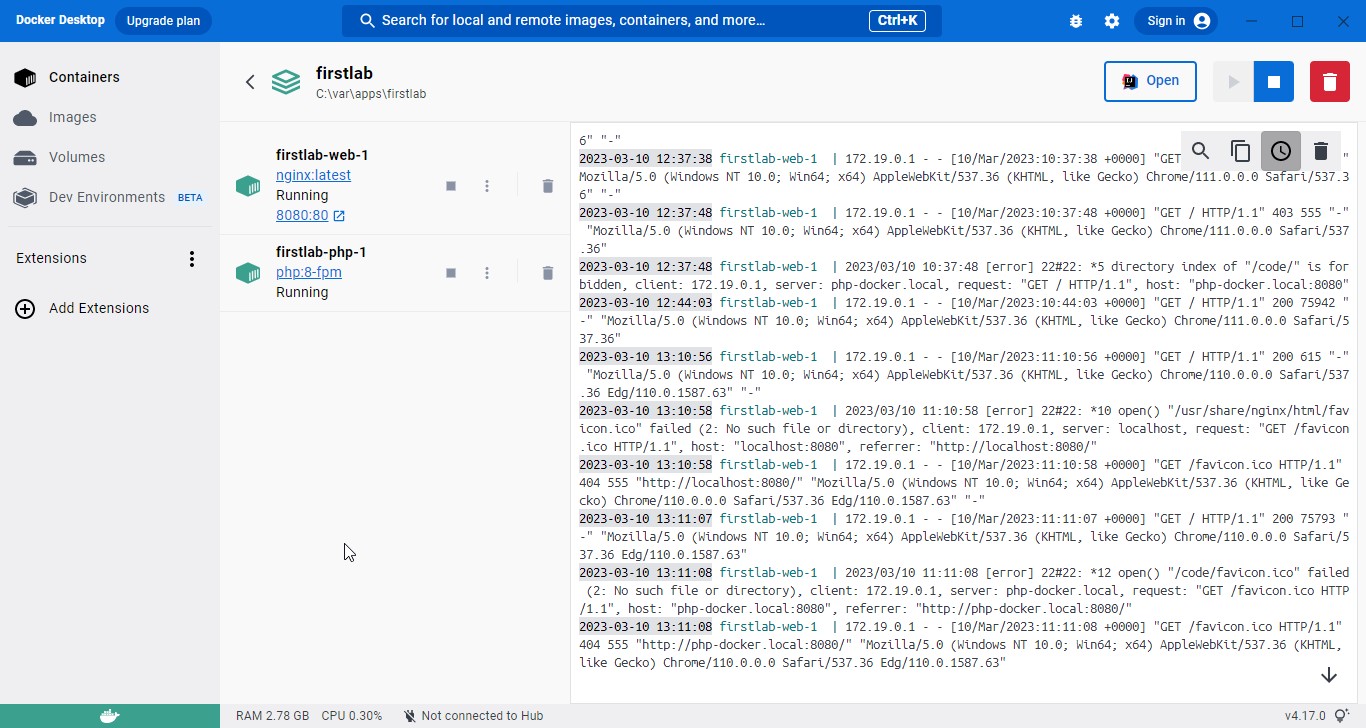 Docker Desktop
Upgrade plan
Search for local and remote images, containers, and more...
Ctrl+K
Sign in
Containers
Images
Volumes
Dev Environments BETA
Extensions
Add Extensions
firstlab
C:\var\apps\firstlab
Open
firstlab-web-1
nginx:latest
Running
8080:80
firstlab-php-1
php:8-fpm
Running
6" "-"
2023-03-10 12:37:38 firstlab-web-1 | 172.19.0.1 - - [10/Mar/2023:10:37:38 +0000] "GET
Mozilla/5.0 (Windows NT 10.0; Win64; x64) AppleWebKit/537.36 (KHTML, like Gecko) Chrome/111.0.0.0 Safari/537.3
6" "-"
2023-03-10 12:37:48 firstlab-web-1 | 172.19.0.1 - - [10/Mar/2023:10:37:48 +0000] "GET / HTTP/1.1" 403 555 "-"
"Mozilla/5.0 (Windows NT 10.0; Win64; x64) AppleWebKit/537.36 (KHTML, like Gecko) Chrome/111.0.0.0 Safari/537
.36"
2023-03-10 12:37:48 firstlab-web-1 | 2023/03/10 10:37:48 [error] 22#22: *5 directory index of "/code/" is for
bidden, client: 172.19.0.1, server: php-docker.local, request: "GET / HTTP/1.1", host: "php-docker.local:8080"
2023-03-10 12:44:03 firstlab-web-1 | 172.19.0.1 - - [10/Mar/2023:10:44:03 +0000] "GET / HTTP/1.1" 200 75942 "
-" "Mozilla/5.0 (Windows NT 10.0; Win64; x64) AppleWebKit/537.36 (KHTML, like Gecko) Chrome/111.0.0.0 Safari/5
37.36"
2023-03-10 13:10:56 firstlab-web-1 | 172.19.0.1 - - [10/Mar/2023:11:10:56 +0000] "GET / HTTP/1.1" 200 615 "-"
"Mozilla/5.0 (Windows NT 10.0; Win64; x64) AppleWebKit/537.36 (KHTML, like Gecko) Chrome/110.0.0.0 Safari/537
.36 Edg/110.0.1587.63" "-"
2023-03-10 13:10:58 firstlab-web-1 | 2023/03/10 11:10:58 [error] 22#22: *10 open() "/usr/share/nginx/html/fav
icon.ico" failed (2: No such file or directory), client: 172.19.0.1, server: localhost, request: "GET /favicon
.ico HTTP/1.1", host: "localhost:8080", referrer: "http://localhost:8080/"
2023-03-10 13:10:58 firstlab-web-1 | 172.19.0.1 - - [10/Mar/2023:11:10:58 +0000] "GET /favicon.ico HTTP/1.1"
404 555 "http://localhost:8080/" "Mozilla/5.0 (Windows NT 10.0; Win64; x64) AppleWebKit/537.36 (KHTML, like Ge
cko) Chrome/110.0.0.0 Safari/537.36 Edg/110.0.1587.63" "-"
2023-03-10 13:11:07 firstlab-web-1 | 172.19.0.1 - - [10/Mar/2023:11:11:07 +0000] "GET / HTTP/1.1" 200 75793 "
-" "Mozilla/5.0 (Windows NT 10.0; Win64; x64) AppleWebKit/537.36 (KHTML, like Gecko) Chrome/110.0.0.0 Safari/5
37.36 Edg/110.0.1587.63"
2023-03-10 13:11:08 firstlab-web-1 | 2023/03/10 11:11:08 [error] 22#22: *12 open() "/code/favicon.ico" failed
(2: No such file or directory), client: 172.19.0.1, server: php-docker.local, request: "GET /favicon.ico HTTP
/1.1", host: "php-docker.local:8080", referrer: "http://php-docker.local:8080/"
2023-03-10 13:11:08 firstlab-web-1 | 172.19.0.1 - - [10/Mar/2023:11:11:08 +0000] "GET /favicon.ico HTTP/1.1"
404 555 "http://php-docker.local:8080/" "Mozilla/5.0 (Windows NT 10.0; Win64; x64) AppleWebKit/537.36 (KHTML,
like Gecko) Chrome/110.0.0.0 Safari/537.36 Edg/110.0.1587.63"
RAM 2.78 GB CPU 0.30% Not connected to Hub
v4.17.0